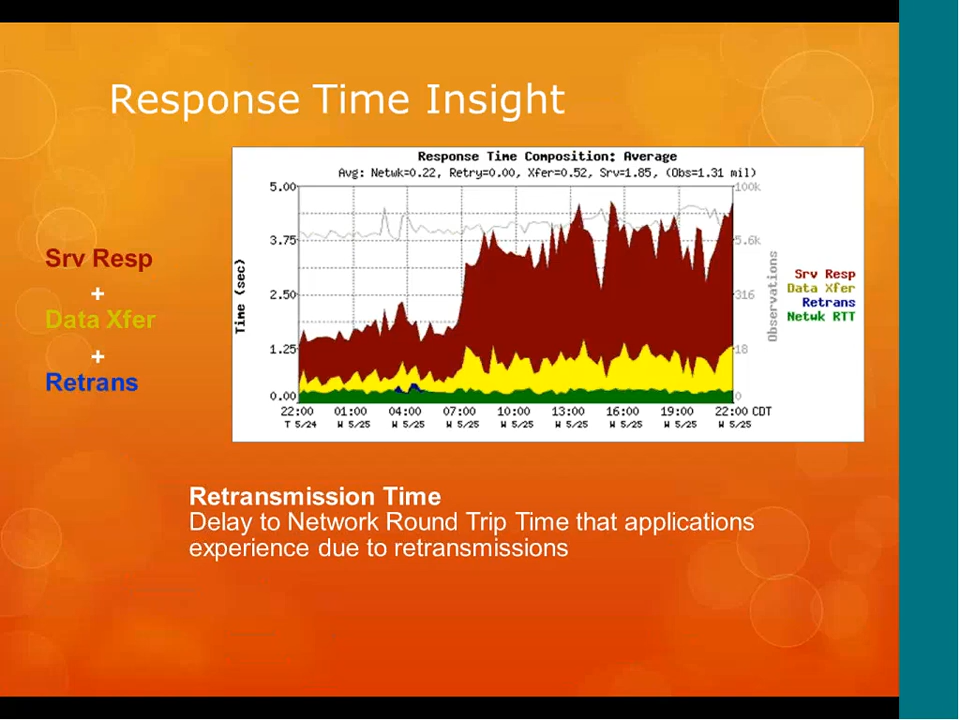 Response Time Insight
Response Time Composition: Average
Avg: Netwk=0.22, Retry=0.00, Xfer=0.52, Srv=1.85, (Obs=1.31 mil)
5.00
100k
3.75
5.6k
2.50
316
1.25
18
0.00
0
Time (sec)
Observations
22:00 01:00 04:00 07:00 10:00 13:00 16:00 19:00 22:00 CDT
T 5/24 W 5/25 W 5/25 W 5/25 W 5/25 W 5/25 W 5/25 W 5/25 W 5/25
Srv Resp
Data Xfer
Retrans
Netwk RTT
Srv Resp
+
Data Xfer
+
Retrans
Retransmission Time
Delay to Network Round Trip Time that applications
experience due to retransmissions